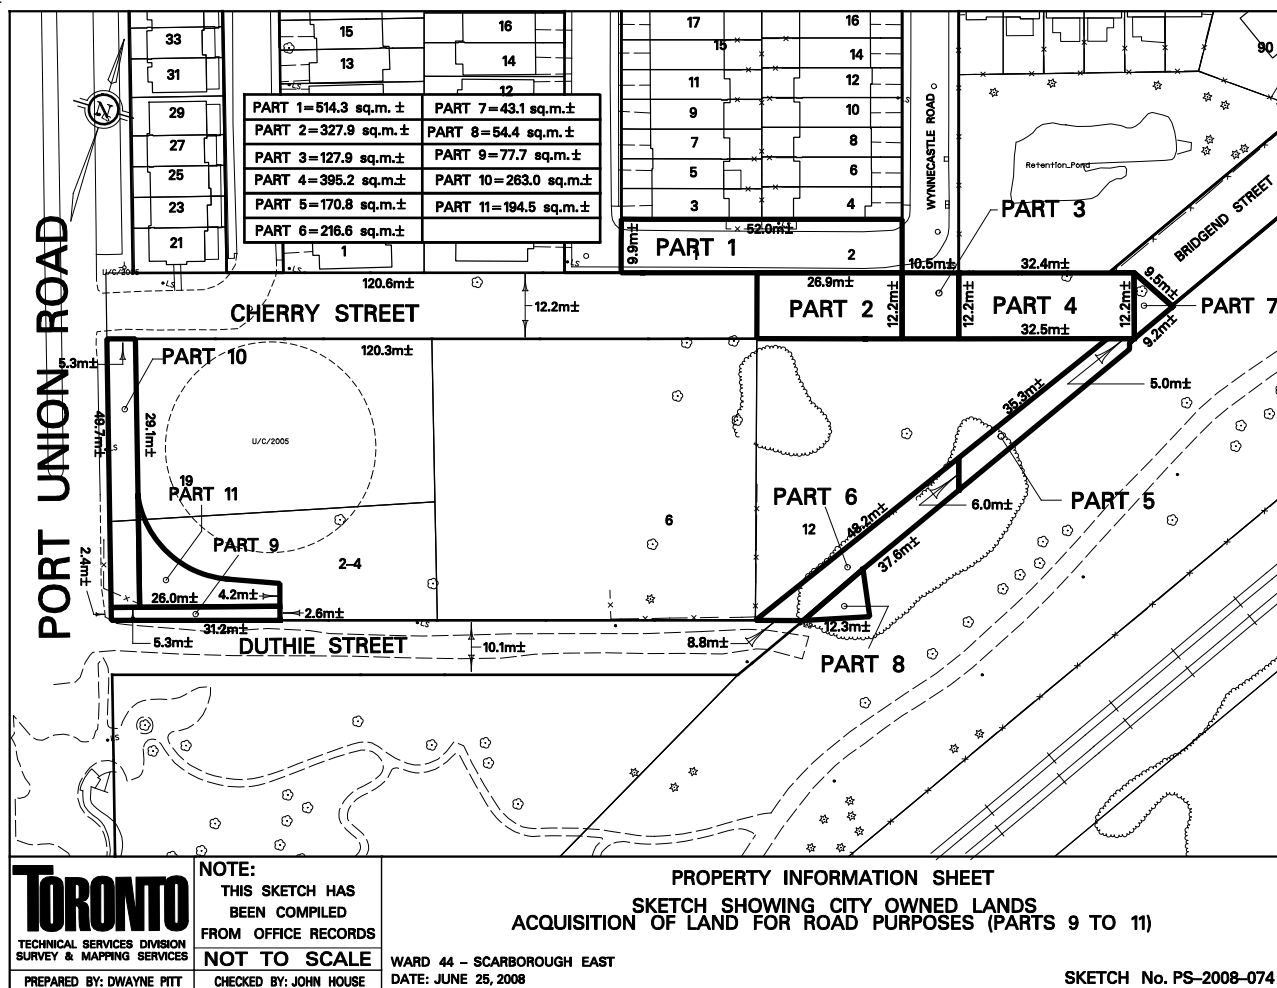 33
31
29
27
25
23
21
15
13
1
16
14
12
17
15
11
9
7
5
3
16
14
12
10
8
6
4
2
90
N
PART 1=514.3 sq.m. ±
PART 7=43.1 sq.m±
PART 2=327.9 sq.m. ±
PART 8=54.4 sq.m. ±
PART 3=127.9 sq.m.±
PART 9=77.7 sq.m.±
PART 4=395.2 sq.m.±
PART 10=263.0 sq.m±
PART 5=170.8 sq.m.±
PART 11=194.5 sq.m.±
PART 6=216.6 sq.m.±
WYNNECASTLE ROAD
Retention_Pond
BRIDGEND STREET
PART 3
PART 1
52.0m±
9.9m±
10.5m±
32.4m±
9.5m±
U/C/2005
LS
120.6m±
26.9m±
CHERRY STREET
12.2m±
PART 2
12.2m±
12.2m±
PART 4
12.2m±
PART 7
32.5m±
9.2m±
120.3m±
PORT UNION ROAD
5.3m±
PART 10
5.0m±
35.3m±
49.7m±
29.1m±
LS
U/C/2005
19
PART 11
PART 6
6.0m±
PART 5
6
12
48.2m±
37.6m±
PART 9
2-4
2.4m±
26.0m±
4.2m±
2.6m±
31.2m±
LS
5.3m±
DUTHIE STREET
10.1m±
8.8m±
12.3m±
PART 8
LS
TORONTO
TECHNICAL SERVICES DIVISION
SURVEY & MAPPING SERVICES
PREPARED BY: DWAYNE PITT
NOTE:
THIS SKETCH HAS
BEEN COMPILED
FROM OFFICE RECORDS
NOT TO SCALE
CHECKED BY: JOHN HOUSE
PROPERTY INFORMATION SHEET
SKETCH SHOWING CITY OWNED LANDS
ACQUISITION OF LAND FOR ROAD PURPOSES (PARTS 9 TO 11)
WARD 44 – SCARBOROUGH EAST
DATE: JUNE 25, 2008
SKETCH No. PS-2008-074